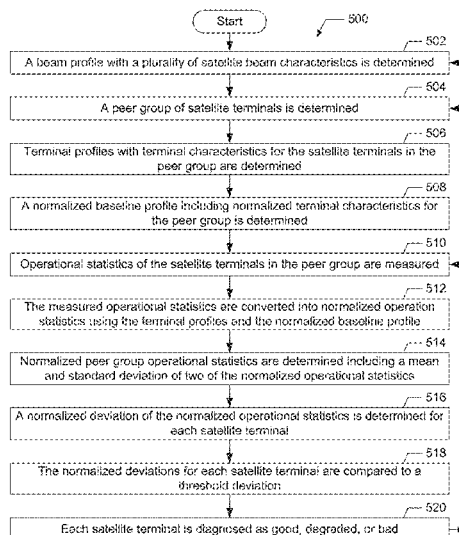 Start
500
502
A beam profile with a plurality of satellite beam characteristics is determined
504
A peer group of satellite terminals is determined
506
Terminal profiles with terminal characteristics for the satellite terminals in
the peer group are determined
508
A normalized baseline profile including normalized terminal characteristics for
the peer group is determined
510
Operational statistics of the satellite terminals in the peer group are measured
512
The measured operational statistics are converted into normalized operation
statistics using the terminal profiles and the normalized baseline profile
514
Normalized peer group operational statistics are determined including a mean
and standard deviation of two of the normalized operational statistics
516
A normalized deviation of the normalized operational statistics is determined for
each satellite terminal
518
The normalized deviations for each satellite terminal are compared to a
threshold deviation
520
Each satellite terminal is diagnosed as good, degraded, or bad